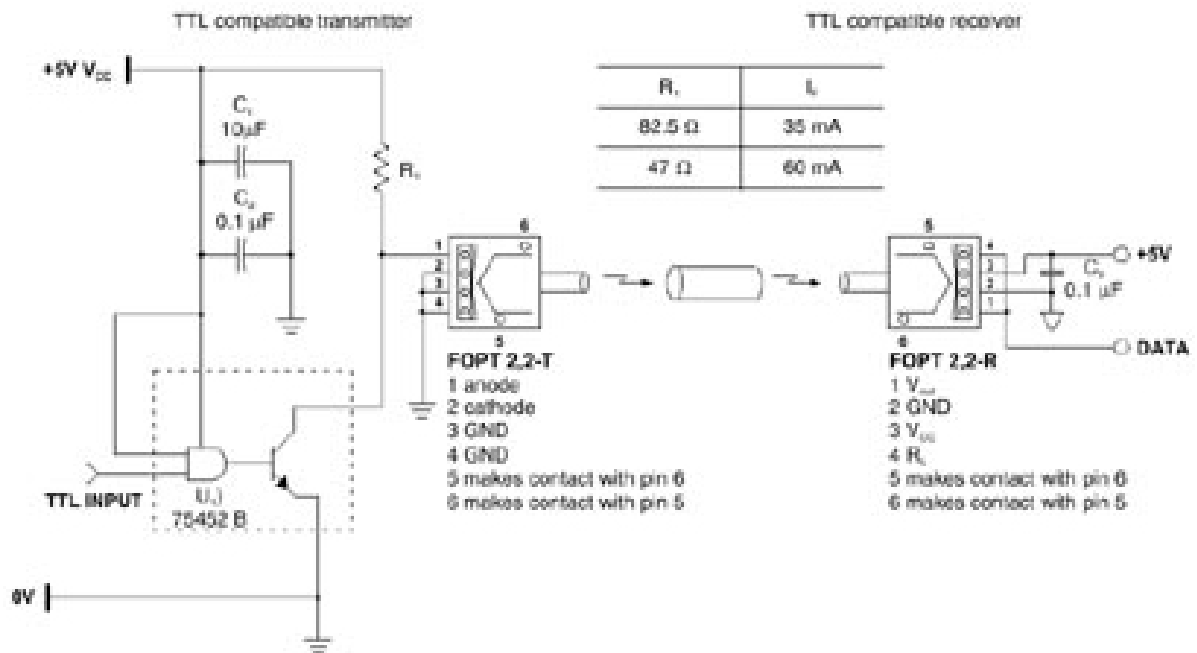 TTL compatible transmitter
TTL compatible receiver
+5V V
C
10µF
C
0.1 µF
R
R
I
82.5 Ω
35 mA
47 Ω
60 mA
6
1
2
3
4
5
FOPT 2,2-T
1 anode
2 cathode
3 GND
4 GND
5 makes contact with pin 6
6 makes contact with pin 5
5
4
3
2
1
6
+5V
C
0.1 µF
DATA
FOPT 2,2-R
1 V
2 GND
3 V
4 R
5 makes contact with pin 6
6 makes contact with pin 5
TTL INPUT
75452 B
0V